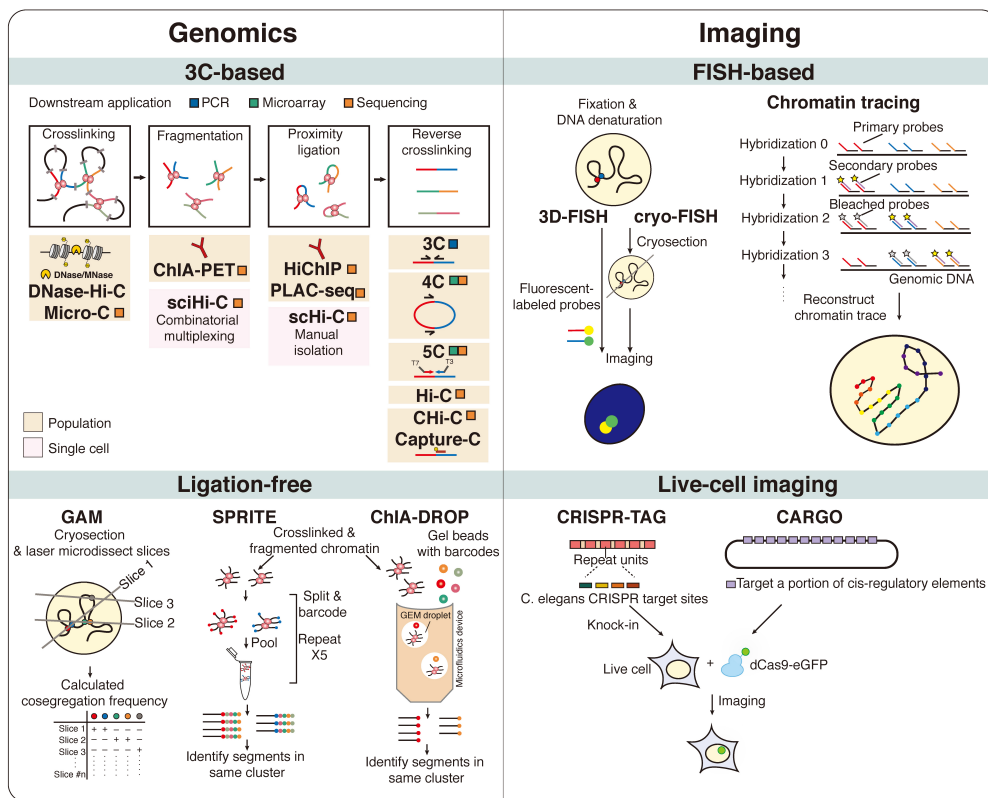 Genomics
3C-based
Downstream application
PCR
Microarray
Sequencing
Crosslinking
Fragmentation
Proximity
ligation
Reverse
crosslinking
DNase/MNase
DNase-Hi-C
Micro-C
ChIA-PET
sciHi-C
Combinatorial
multiplexing
HiChIP
PLAC-seq
scHi-C
Manual
isolation
3C
4C
5C
T7
T3
Hi-C
CHi-C
Capture-C
Population
Single cell
Imaging
FISH-based
Fixation &
DNA denaturation
3D-FISH
cryo-FISH
Cryosection
Fluorescent-
labeled probes
Imaging
Chromatin tracing
Primary probes
Hybridization 0
Secondary probes
Hybridization 1
Bleached probes
Hybridization 2
Hybridization 3
Genomic DNA
Reconstruct
chromatin trace
Ligation-free
GAM
Cryosection
& laser microdissect slices
Slice 1
Slice 3
Slice 2
Calculated
cosegregation frequency
Slice 1 + + – – –
Slice 2 – – + + –
Slice 3 – – – – +
Slice #n
SPRITE
ChIA-DROP
Crosslinked &
fragmented chromatin
Gel beads
with barcodes
Split &
barcode
Pool
Repeat
X5
Identify segments in
same cluster
GEM droplet
Microfluidics device
Identify segments in
same cluster
Live-cell imaging
CRISPR-TAG
Repeat units
C. elegans CRISPR target sites
Knock-in
CARGO
Target a portion of cis-regulatory elements
Live cell
+
dCas9-eGFP
Imaging